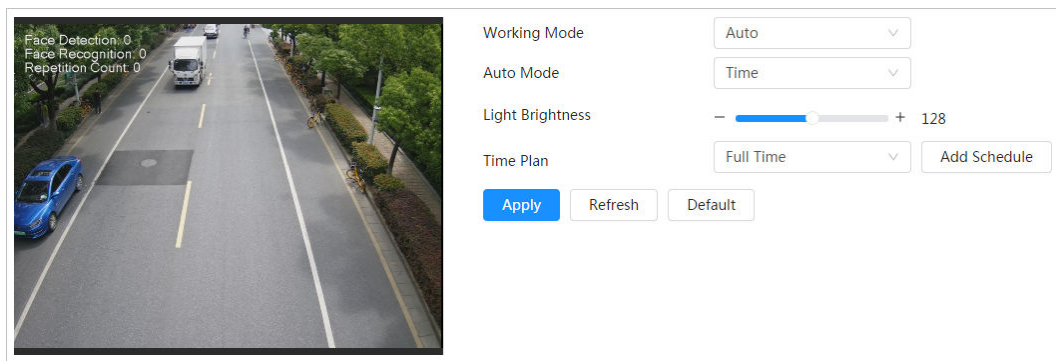 Face Detection: 0
Face Recognition: 0
Repetition Count: 0
Working Mode Auto
Auto Mode Time
Light Brightness − + 128
Time Plan Full Time Add Schedule
Apply Refresh Default